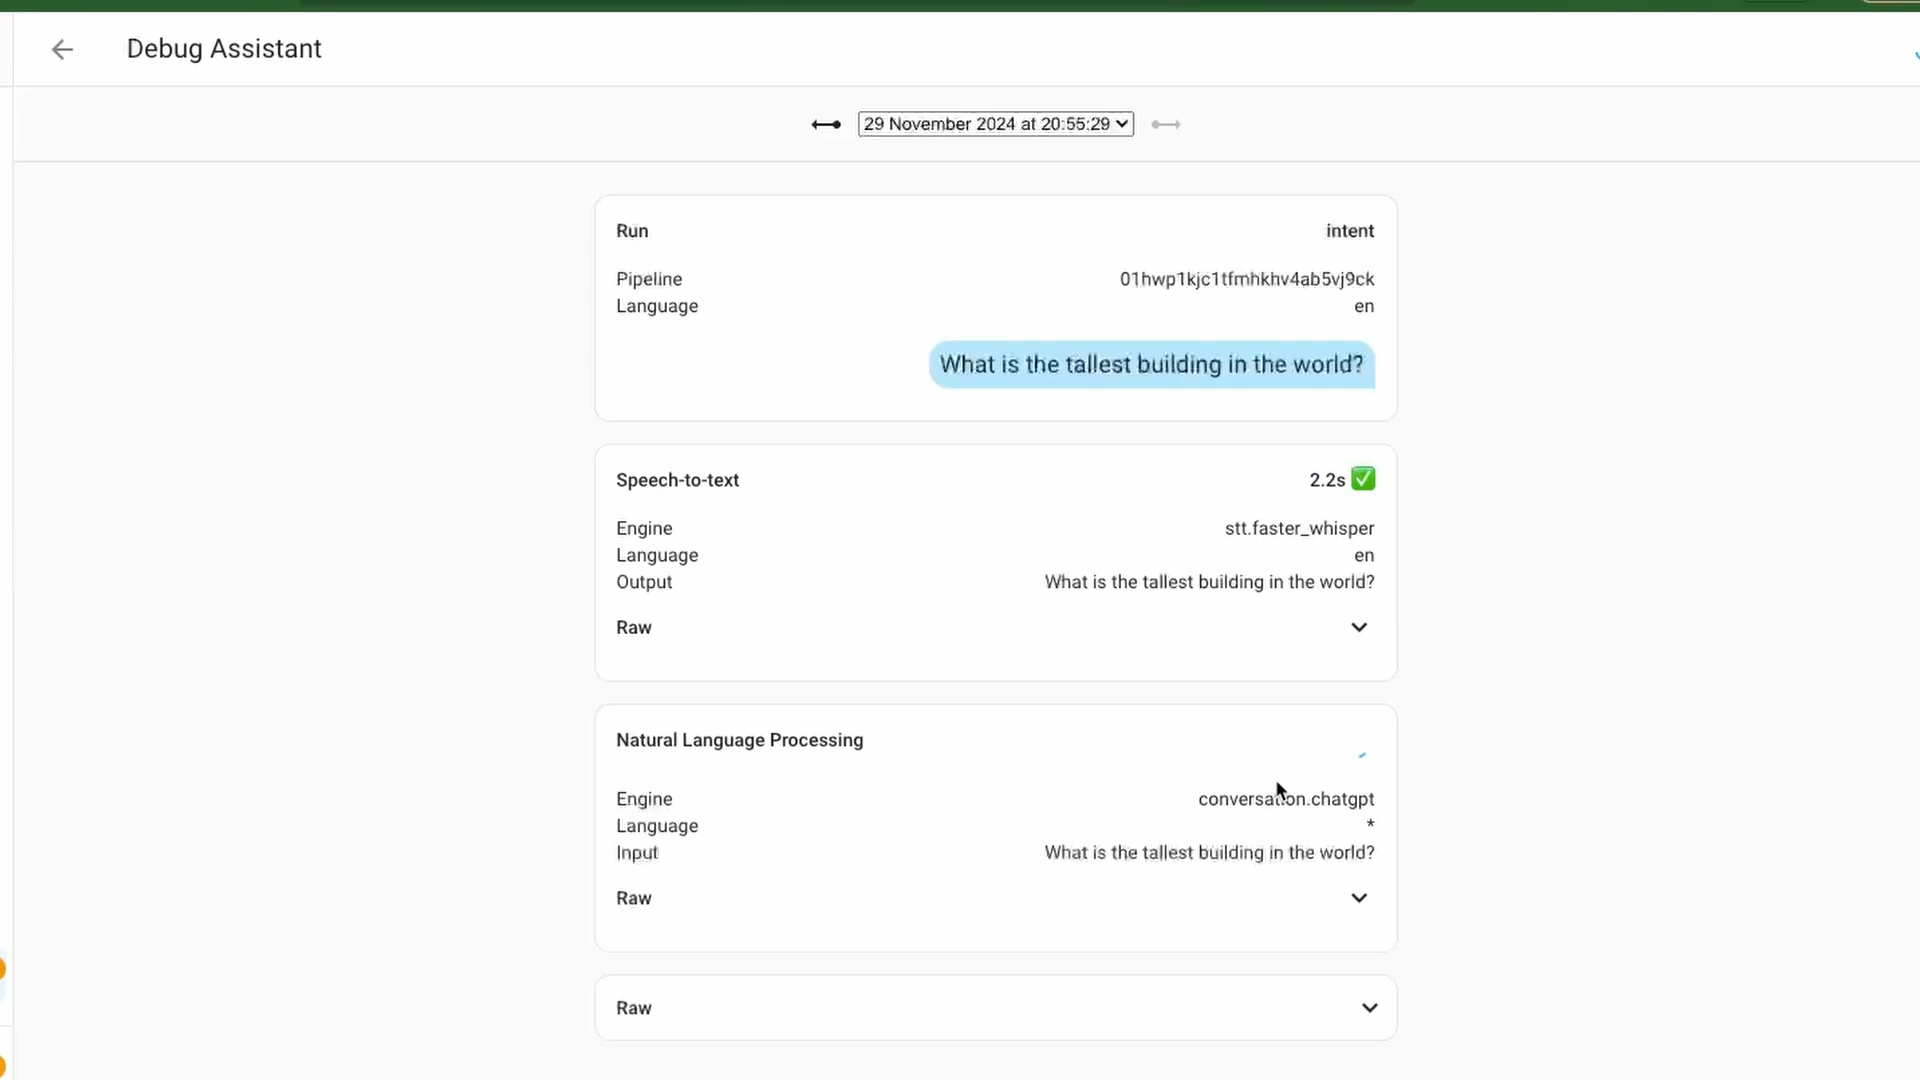 Debug Assistant
29 November 2024 at 20:55:29
Run intent
Pipeline 01hwp1kjc1tfmhkhv4ab5vj9ck
Language en
What is the tallest building in the world?
Speech-to-text 2.2s ✅
Engine stt.faster_whisper
Language en
Output What is the tallest building in the world?
Raw
Natural Language Processing
Engine conversation.chatgpt
Language *
Input What is the tallest building in the world?
Raw
Raw